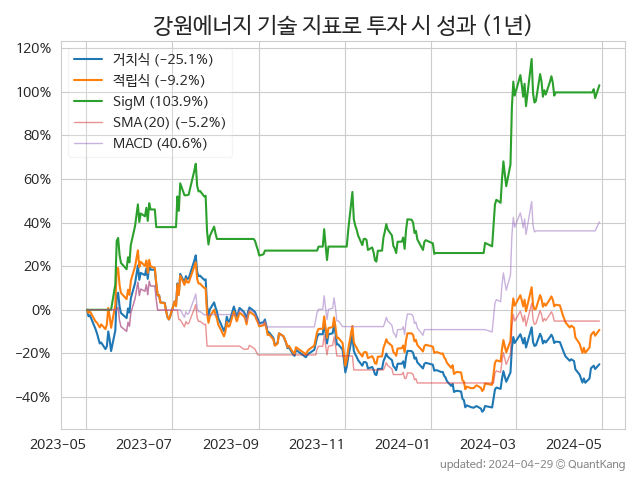 강원에너지 기술 지표로 투자 시 성과 (1년)
거치식 (−25.1%)
적립식 (−9.2%)
SigM (103.9%)
SMA(20) (−5.2%)
MACD (40.6%)
120%
100%
80%
60%
40%
20%
0%
−20%
−40%
2023-05 2023-07 2023-09 2023-11 2024-01 2024-03 2024-05
updated: 2024-04-29 © QuantKang